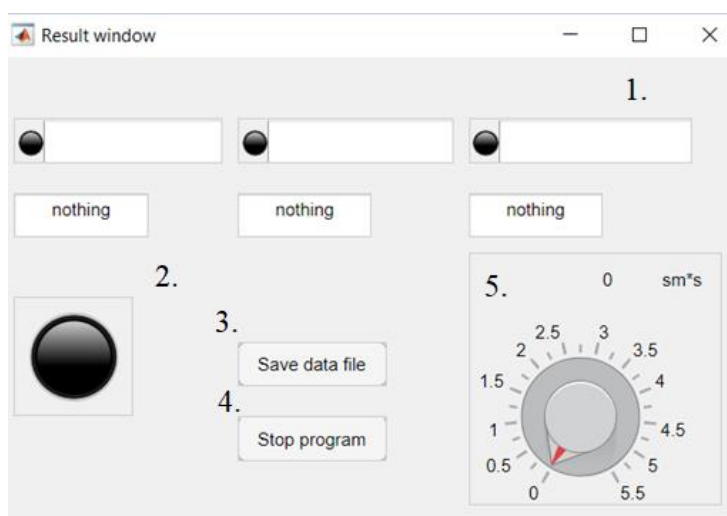 Result window
1.
nothing nothing nothing
2.
5. 0 sm*s
3.
Save data file
4.
Stop program
0 0.5 1 1.5 2 2.5 3 3.5 4 4.5 5 5.5